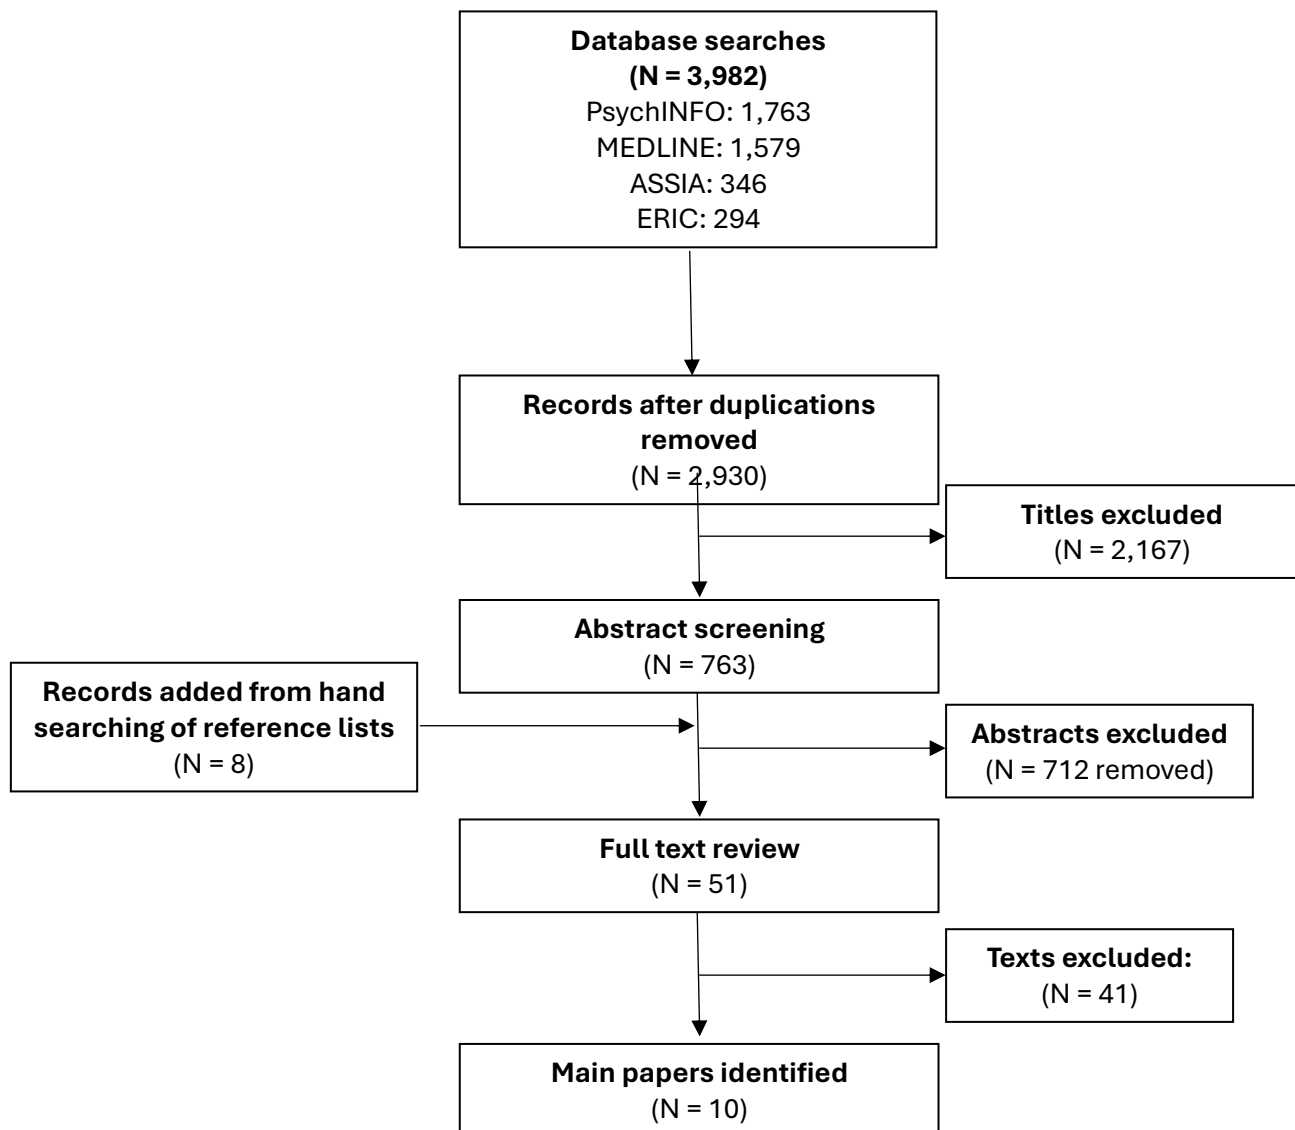 Database searches
(N = 3,982)
PsychINFO: 1,763
MEDLINE: 1,579
ASSIA: 346
ERIC: 294
Records after duplications
removed
(N = 2,930)
Titles excluded
(N = 2,167)
Abstract screening
(N = 763)
Records added from hand
searching of reference lists
(N = 8)
Abstracts excluded
(N = 712 removed)
Full text review
(N = 51)
Texts excluded:
(N = 41)
Main papers identified
(N = 10)